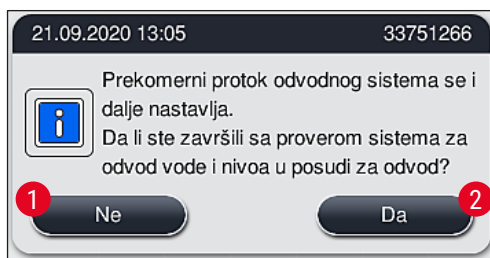 21.09.2020 13:05 33751266
Prekomerni protok odvodnog sistema se i
dalje nastavlja.
Da li ste završili sa proverom sistema za
odvod vode i nivoa u posudi za odvod?
1 Ne Da 2